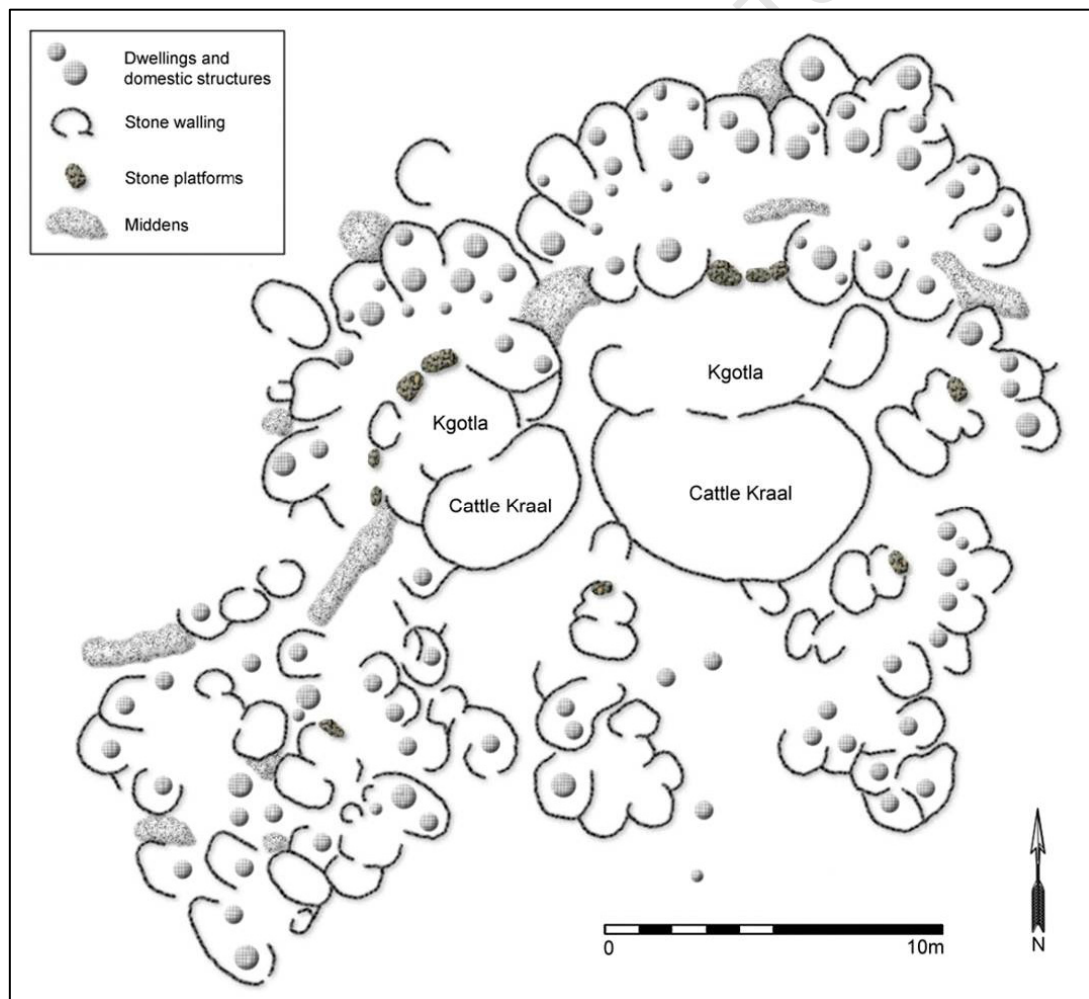 Dwellings and
domestic structures
Stone walling
Stone platforms
Middens
Kgotla
Kgotla
Cattle Kraal
Cattle Kraal
0
10m
N